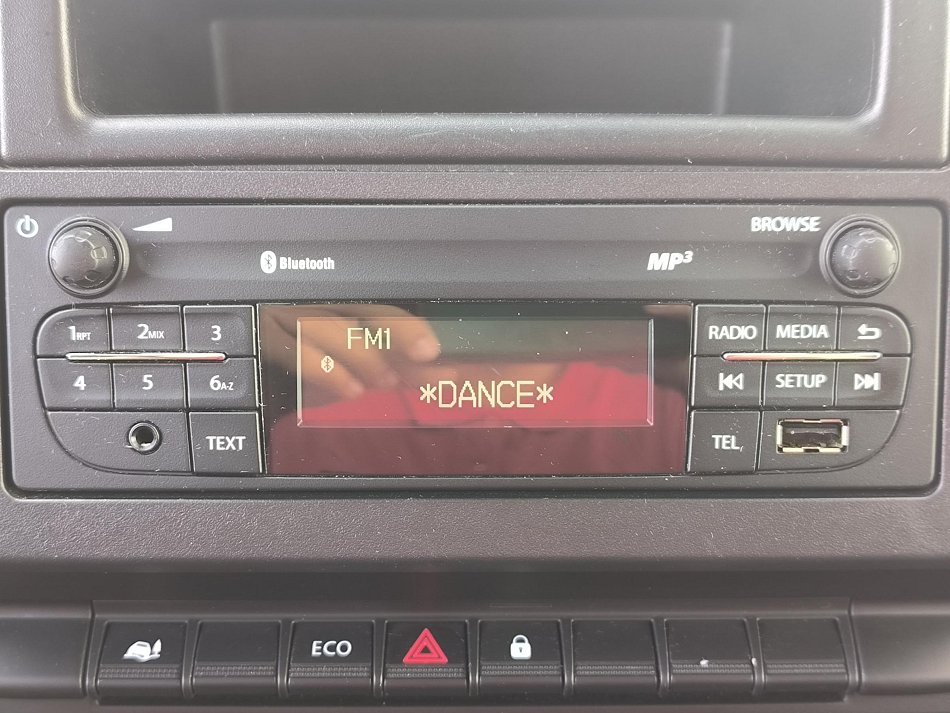 BROWSE
Bluetooth
MP3
1RPT 2MIX 3
FM1
RADIO MEDIA
4 5 6A-Z
*DANCE*
SETUP
TEXT
TEL
ECO